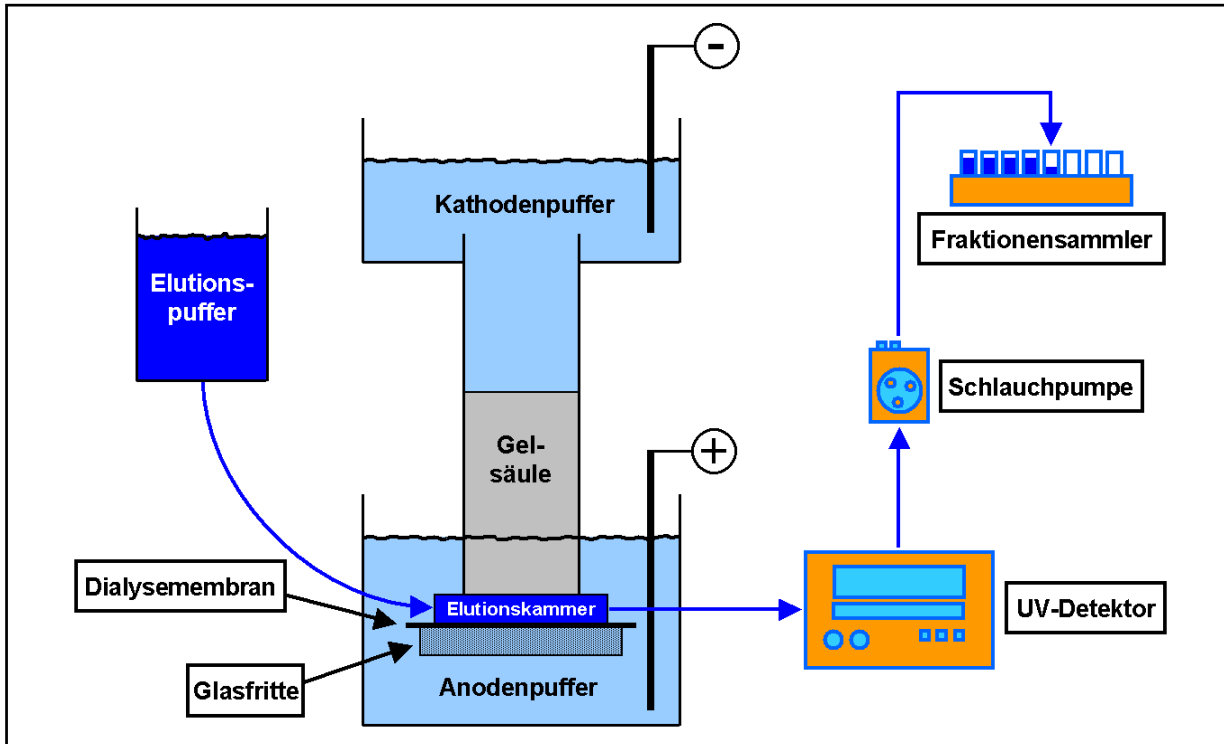 -
Kathodenpuffer
Elutions-
puffer
Fraktionensammler
Schlauchpumpe
+
Gel-
säule
Dialysemembran
Elutionskammer
UV-Detektor
Glasfritte
Anodenpuffer